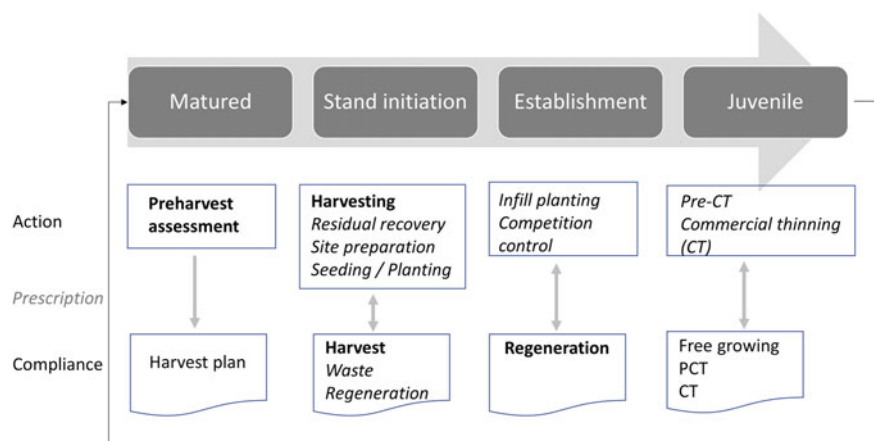 Matured
Stand initiation
Establishment
Juvenile
Action
Preharvest
assessment
Harvesting
Residual recovery
Site preparation
Seeding / Planting
Infill planting
Competition
control
Pre-CT
Commercial thinning
(CT)
Prescription
Compliance
Harvest plan
Harvest
Waste
Regeneration
Regeneration
Free growing
PCT
CT